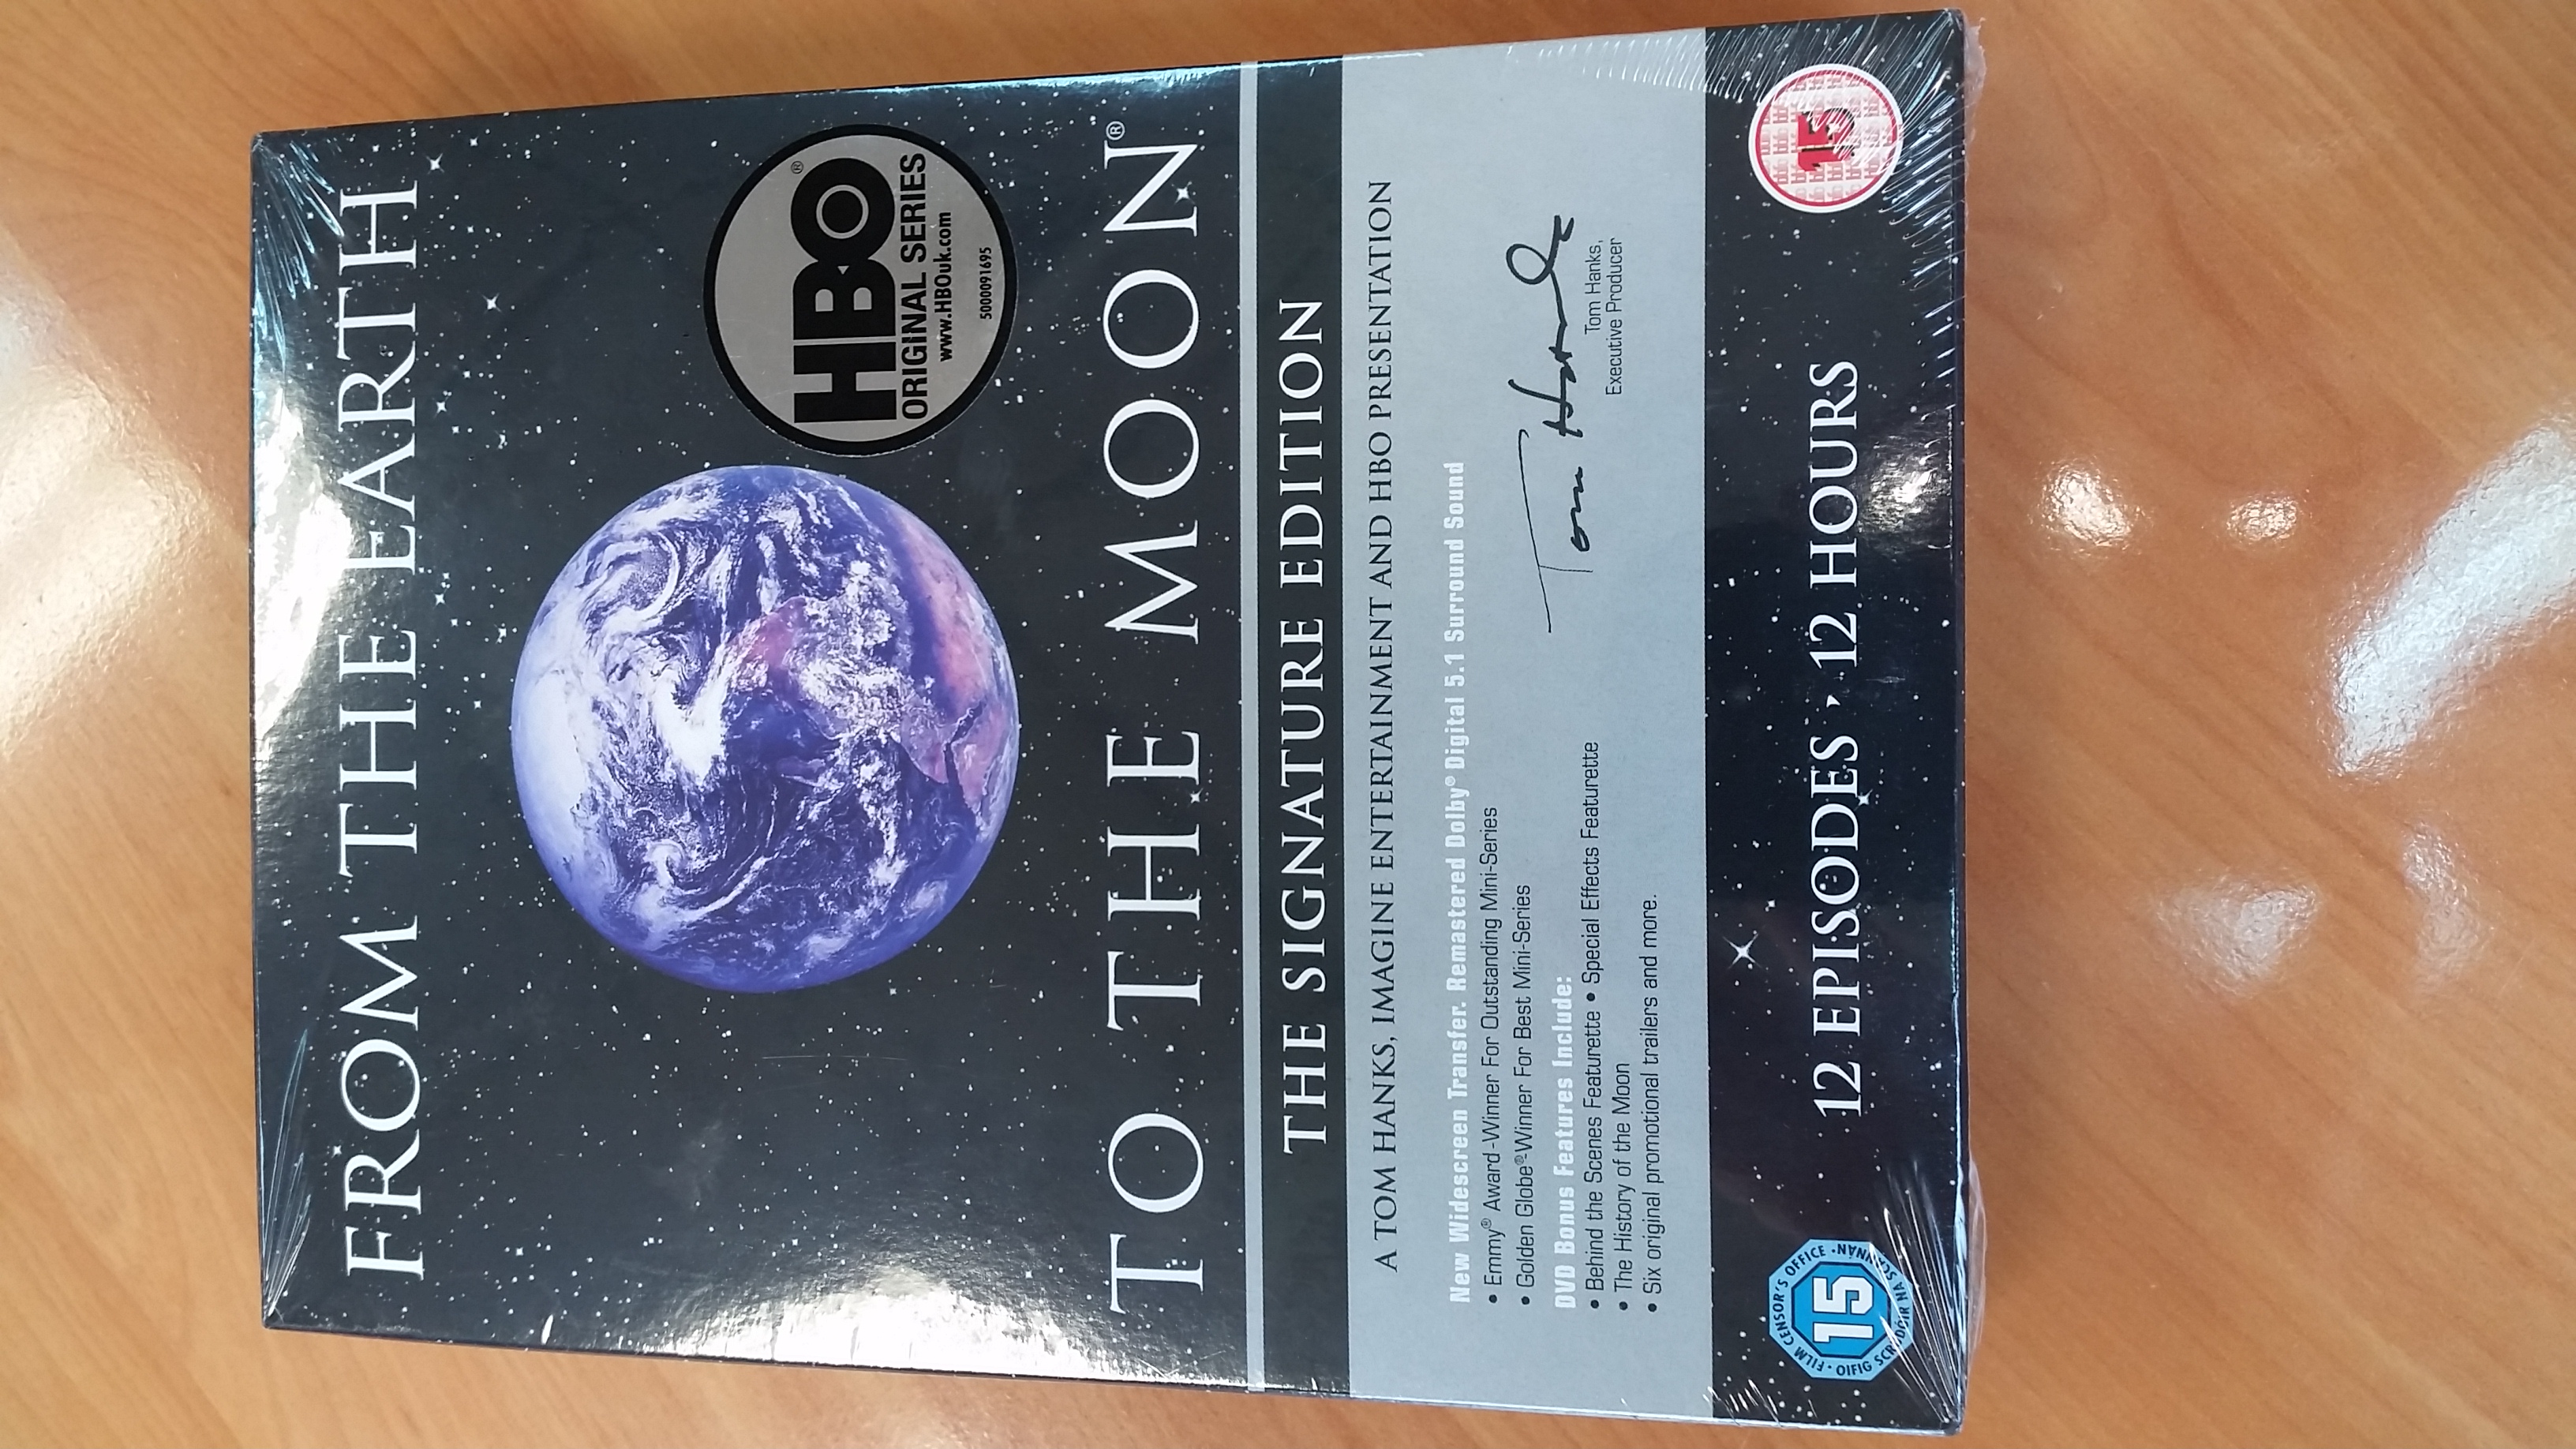 FROM THE EARTH
HBO®
ORIGINAL SERIES
www.HBOuk.com
5000091695
TO THE MOON®
THE SIGNATURE EDITION
A TOM HANKS, IMAGINE ENTERTAINMENT AND HBO PRESENTATION
New Widescreen Transfer. Remastered Dolby® Digital 5.1 Surround Sound
• Emmy® Award-Winner For Outstanding Mini-Series
• Golden Globe®-Winner For Best Mini-Series
DVD Bonus Features Include:
• Behind the Scenes Featurette • Special Effects Featurette
• The History of the Moon
• Six original promotional trailers and more.
Tom Hanks
Tom Hanks,
Executive Producer
FILM CENSOR'S OFFICE
15
12 EPISODES • 12 HOURS
15